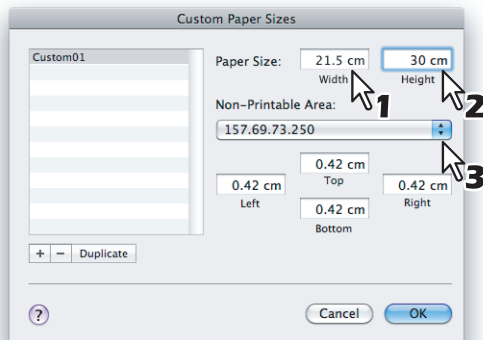 Custom Paper Sizes
Custom01
Paper Size:
21.5 cm
30 cm
Width
Height
1
2
Non-Printable Area:
157.69.73.250
3
0.42 cm
Top
0.42 cm
0.42 cm
Left
Right
0.42 cm
Bottom
+ − Duplicate
? Cancel OK